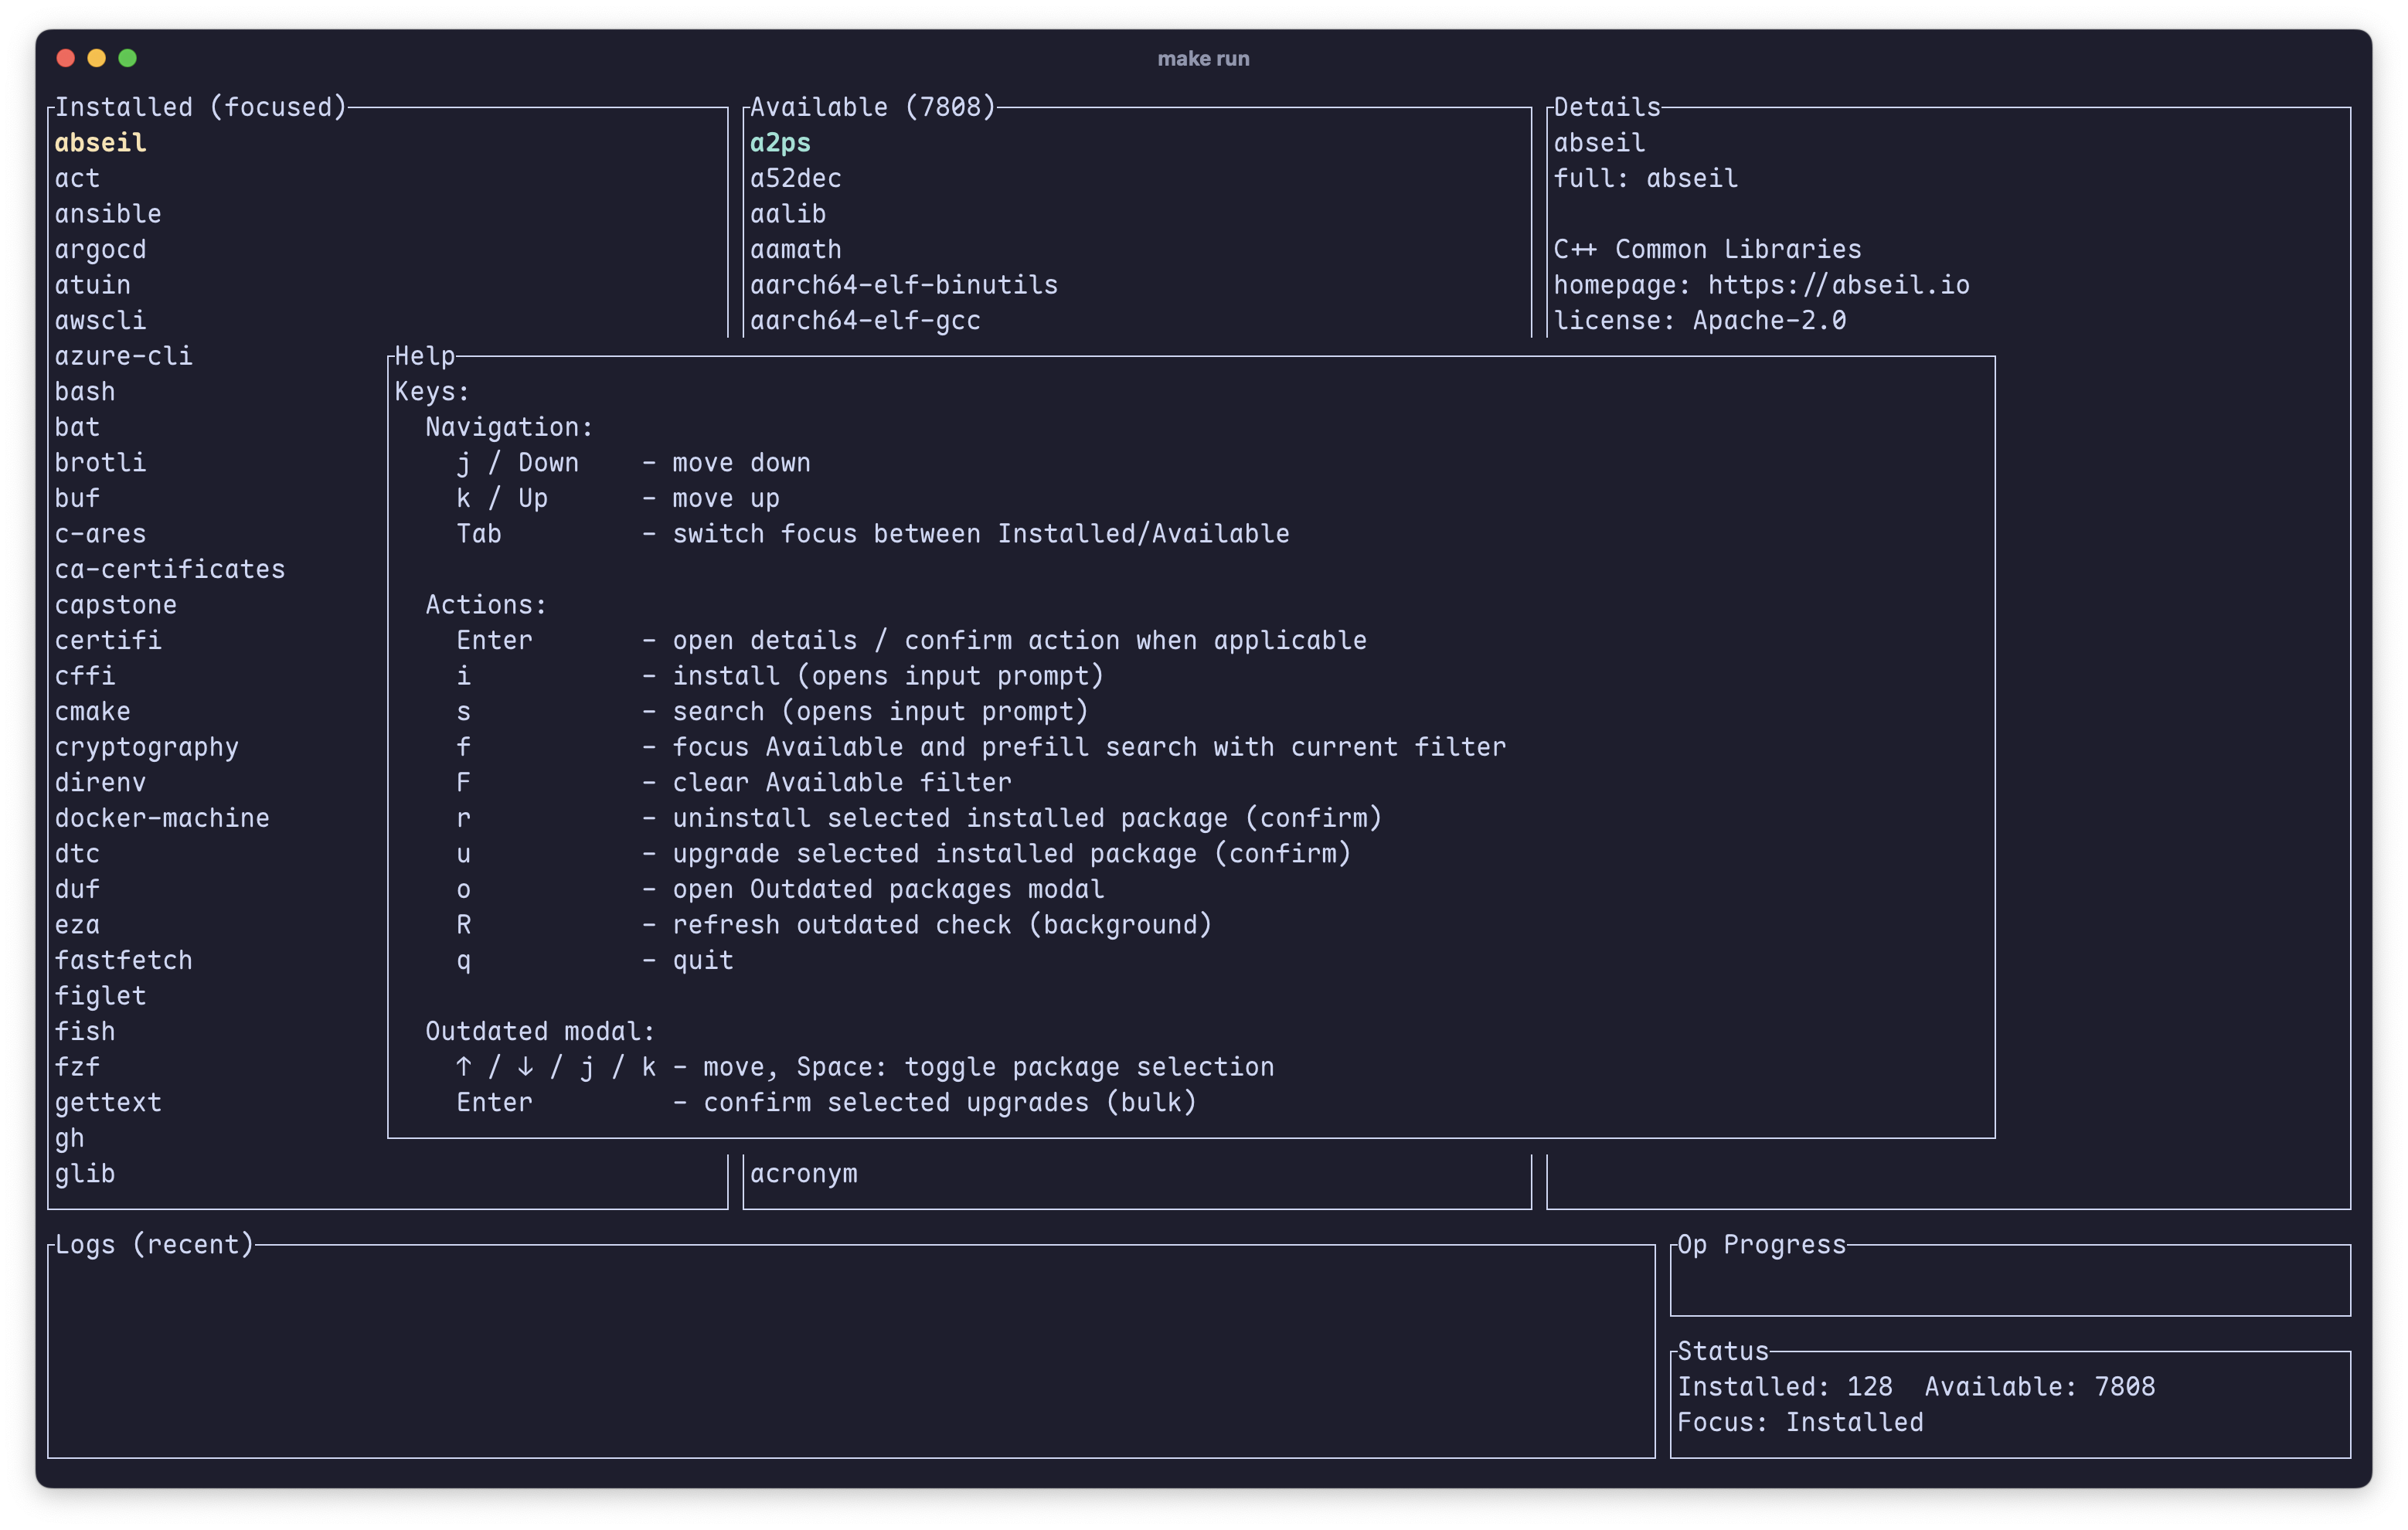 make run
Installed (focused)
abseil
act
ansible
argocd
atuin
awscli
azure-cli
bash
bat
brotli
buf
c-ares
ca-certificates
capstone
certifi
cffi
cmake
cryptography
direnv
docker-machine
dtc
duf
eza
fastfetch
figlet
fish
fzf
gettext
gh
glib
Available (7808)
a2ps
a52dec
aalib
aamath
aarch64-elf-binutils
aarch64-elf-gcc
acronym
Details
abseil
full: abseil
C++ Common Libraries
homepage: https://abseil.io
license: Apache-2.0
Help
Keys:
Navigation:
j / Down - move down
k / Up - move up
Tab - switch focus between Installed/Available
Actions:
Enter - open details / confirm action when applicable
i - install (opens input prompt)
s - search (opens input prompt)
f - focus Available and prefill search with current filter
F - clear Available filter
r - uninstall selected installed package (confirm)
u - upgrade selected installed package (confirm)
o - open Outdated packages modal
R - refresh outdated check (background)
q - quit
Outdated modal:
↑ / ↓ / j / k - move, Space: toggle package selection
Enter - confirm selected upgrades (bulk)
Logs (recent)
Op Progress
Status
Installed: 128 Available: 7808
Focus: Installed